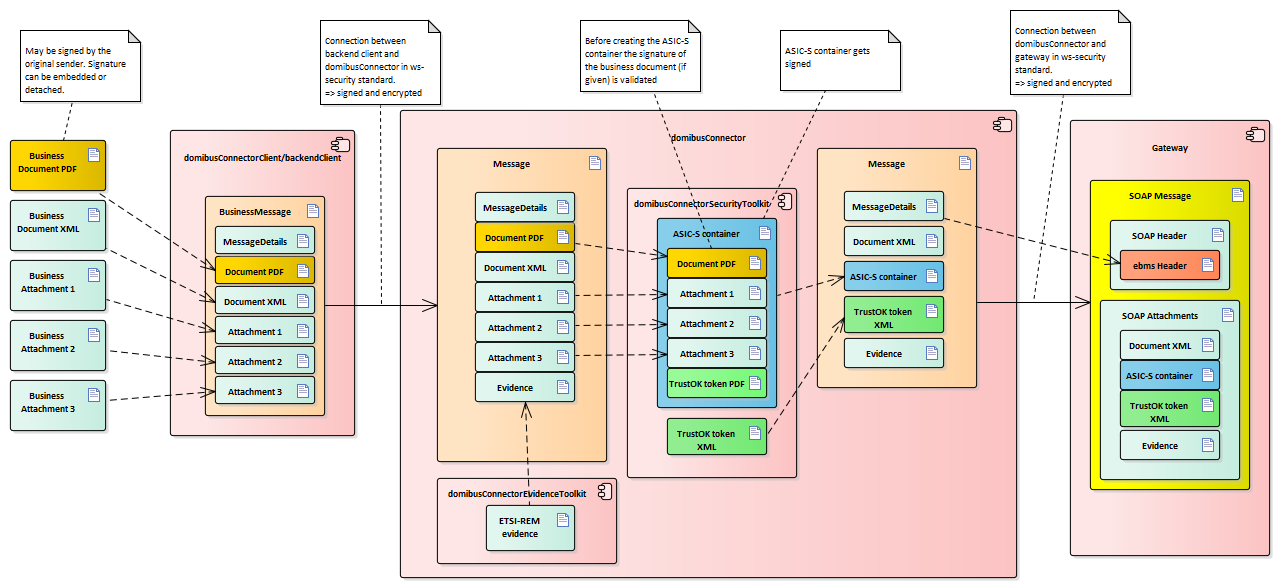 May be signed by the
original sender. Signature
can be embedded or
detached.
Connection between
backend client and
domibusConnector in ws-
security standard.
=> signed and encrypted
Before creating the ASIC-S
container the signature of
the business document (if
given) is validated
ASIC-S container gets
signed
Connection between
domibusConnector and
gateway in ws-security
standard.
=> signed and encrypted
Business
Document PDF
Business
Document XML
Business
Attachment 1
Business
Attachment 2
Business
Attachment 3
domibusConnectorClient/backendClient
BusinessMessage
MessageDetails
Document PDF
Document XML
Attachment 1
Attachment 2
Attachment 3
domibusConnector
Message
MessageDetails
Document PDF
Document XML
Attachment 1
Attachment 2
Attachment 3
Evidence
domibusConnectorEvidenceToolkit
ETSI-REM
evidence
domibusConnectorSecurityToolkit
ASIC-S container
Document PDF
Attachment 1
Attachment 2
Attachment 3
TrustOK token PDF
TrustOK token
XML
Message
MessageDetails
Document XML
ASIC-S container
TrustOK token
XML
Evidence
Gateway
SOAP Message
SOAP Header
ebms Header
SOAP Attachments
Document XML
ASIC-S container
TrustOK token
XML
Evidence